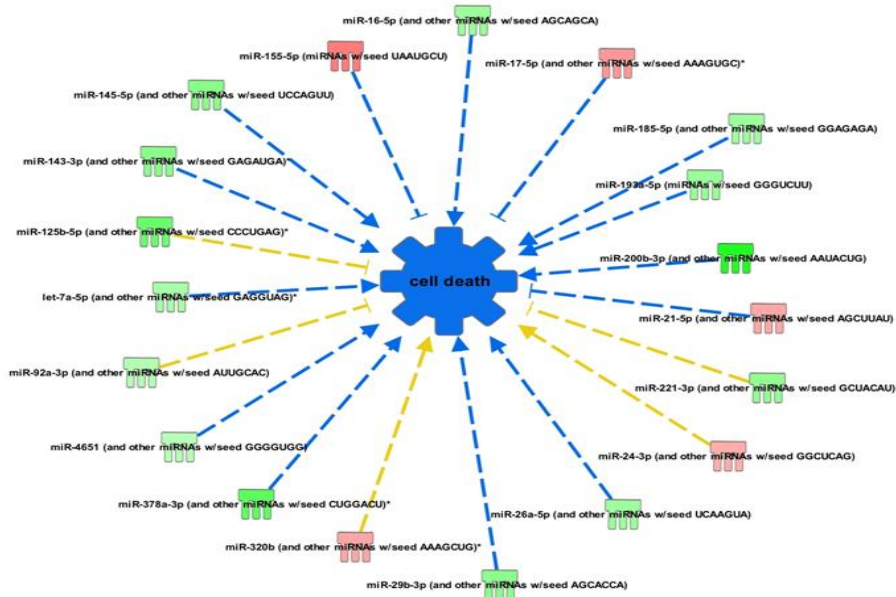 miR-16-5p (and other miRNAs w/seed AGCAGCA)
miR-155-5p (miRNAs w/seed UAAUGCU)
miR-17-5p (and other miRNAs w/seed AAAGUGC)*
miR-145-5p (and other miRNAs w/seed UCCAGUU)
miR-185-5p (and other miRNAs w/seed GGAGAGA)
miR-143-3p (and other miRNAs w/seed GAGAUGA)*
miR-193a-5p (miRNAs w/seed GGGUCUU)
miR-125b-5p (and other miRNAs w/seed CCCUGAG)*
miR-200b-3p (and other miRNAs w/seed AAUACUG)
cell death
let-7a-5p (and other miRNAs w/seed GAGGUAG)*
miR-21-5p (and other miRNAs w/seed AGCUUAU)
miR-92a-3p (and other miRNAs w/seed AUUGCAC)
miR-221-3p (and other miRNAs w/seed GCUACAU)
miR-4651 (and other miRNAs w/seed GGGGUGG)
miR-24-3p (and other miRNAs w/seed GGCUCAG)
miR-378a-3p (and other miRNAs w/seed CUGGACU)*
miR-26a-5p (and other miRNAs w/seed UCAAGUA)
miR-320b (and other miRNAs w/seed AAAGCUG)*
miR-29b-3p (and other miRNAs w/seed AGCACCA)